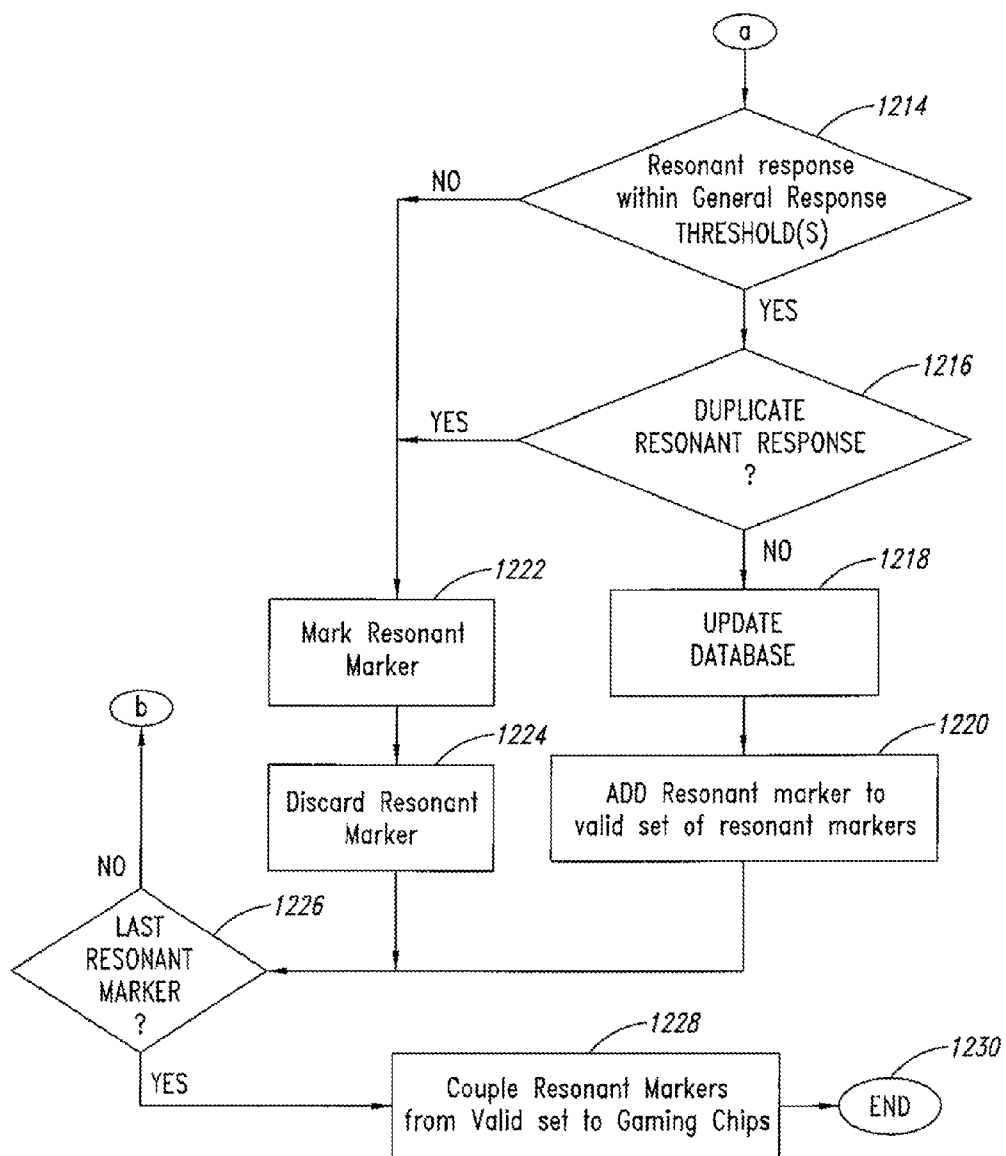 a
1214
Resonant response
within General Response
THRESHOLD(S)
NO
YES
1216
DUPLICATE
RESONANT RESPONSE
?
YES
NO
1222
1218
Mark Resonant
Marker
UPDATE
DATABASE
b
1224
1220
Discard Resonant
Marker
ADD Resonant marker to
valid set of resonant markers
NO
1226
LAST
RESONANT
MARKER
?
YES
1228
Couple Resonant Markers
from Valid set to Gaming Chips
1230
END